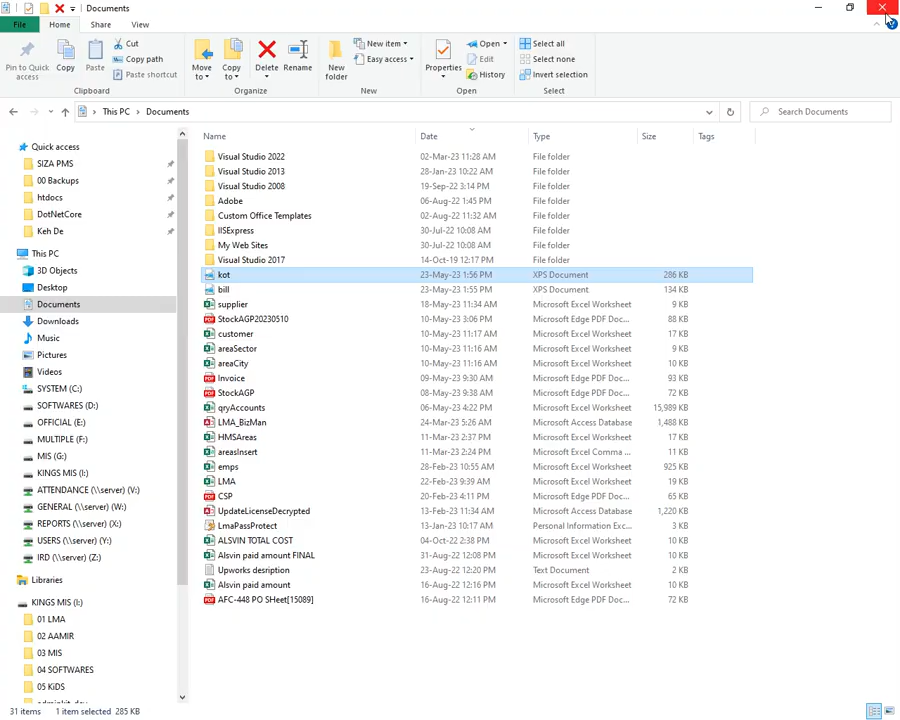 Documents
File Home Share View
Pin to Quick access
Copy
Paste
Cut
Copy path
Paste shortcut
Clipboard
Move to
Copy to
Delete
Rename
Organize
New folder
New item
Easy access
New
Properties
Open
Edit
History
Open
Select all
Select none
Invert selection
Select
This PC Documents
Search Documents
Quick access
SIZA PMS
00 Backups
htdocs
DotNetCore
Keh De
This PC
3D Objects
Desktop
Documents
Downloads
Music
Pictures
Videos
SYSTEM (C:)
SOFTWARES (D:)
OFFICIAL (E:)
MULTIPLE (F:)
MIS (G:)
KINGS MIS (I:)
ATTENDANCE (\\server) (V:)
GENERAL (\\server) (W:)
REPORTS (\\server) (X:)
USERS (\\server) (Y:)
IRD (\\server) (Z:)
Libraries
KINGS MIS (I:)
01 LMA
02 AAMIR
03 MIS
04 SOFTWARES
05 KiDS
Name Date Type Size Tags
Visual Studio 2022 02-Mar-23 11:28 AM File folder
Visual Studio 2013 28-Jan-23 10:22 AM File folder
Visual Studio 2008 19-Sep-22 3:14 PM File folder
Adobe 06-Aug-22 1:45 PM File folder
Custom Office Templates 02-Aug-22 11:32 AM File folder
IISExpress 30-Jul-22 10:08 AM File folder
My Web Sites 30-Jul-22 10:08 AM File folder
Visual Studio 2017 14-Oct-19 12:17 PM File folder
kot 23-May-23 1:56 PM XPS Document 286 KB
bill 23-May-23 1:55 PM XPS Document 134 KB
supplier 18-May-23 11:34 AM Microsoft Excel Worksheet 9 KB
StockAGP20230510 10-May-23 3:06 PM Microsoft Edge PDF Doc... 88 KB
customer 10-May-23 11:17 AM Microsoft Excel Worksheet 17 KB
areaSector 10-May-23 11:16 AM Microsoft Excel Worksheet 9 KB
areaCity 10-May-23 11:16 AM Microsoft Excel Worksheet 10 KB
Invoice 09-May-23 9:30 AM Microsoft Edge PDF Doc... 93 KB
StockAGP 08-May-23 9:38 AM Microsoft Edge PDF Doc... 72 KB
qryAccounts 06-May-23 4:22 PM Microsoft Excel Worksheet 15,989 KB
LMA_BizMan 24-Mar-23 5:26 AM Microsoft Access Database 1,488 KB
HMSAreas 11-Mar-23 2:37 PM Microsoft Excel Worksheet 17 KB
areasInsert 11-Mar-23 2:24 PM Microsoft Excel Comma ... 11 KB
emps 28-Feb-23 10:55 AM Microsoft Excel Worksheet 925 KB
LMA 22-Feb-23 9:39 AM Microsoft Excel Worksheet 19 KB
CSP 20-Feb-23 4:11 PM Microsoft Edge PDF Doc... 65 KB
UpdateLicenseDecrypted 13-Feb-23 11:34 AM Microsoft Access Database 1,220 KB
LmaPassProtect 13-Jan-23 10:17 AM Personal Information Exc... 3 KB
ALSVIN TOTAL COST 04-Oct-22 2:38 PM Microsoft Excel Worksheet 10 KB
Alsvin paid amount FINAL 31-Aug-22 12:08 PM Microsoft Excel Worksheet 10 KB
Upworks desription 23-Aug-22 12:20 PM Text Document 2 KB
Alsvin paid amount 16-Aug-22 12:16 PM Microsoft Excel Worksheet 10 KB
AFC-448 PO SHeet[15089] 16-Aug-22 12:11 PM Microsoft Edge PDF Doc... 72 KB
31 items 1 item selected 285 KB